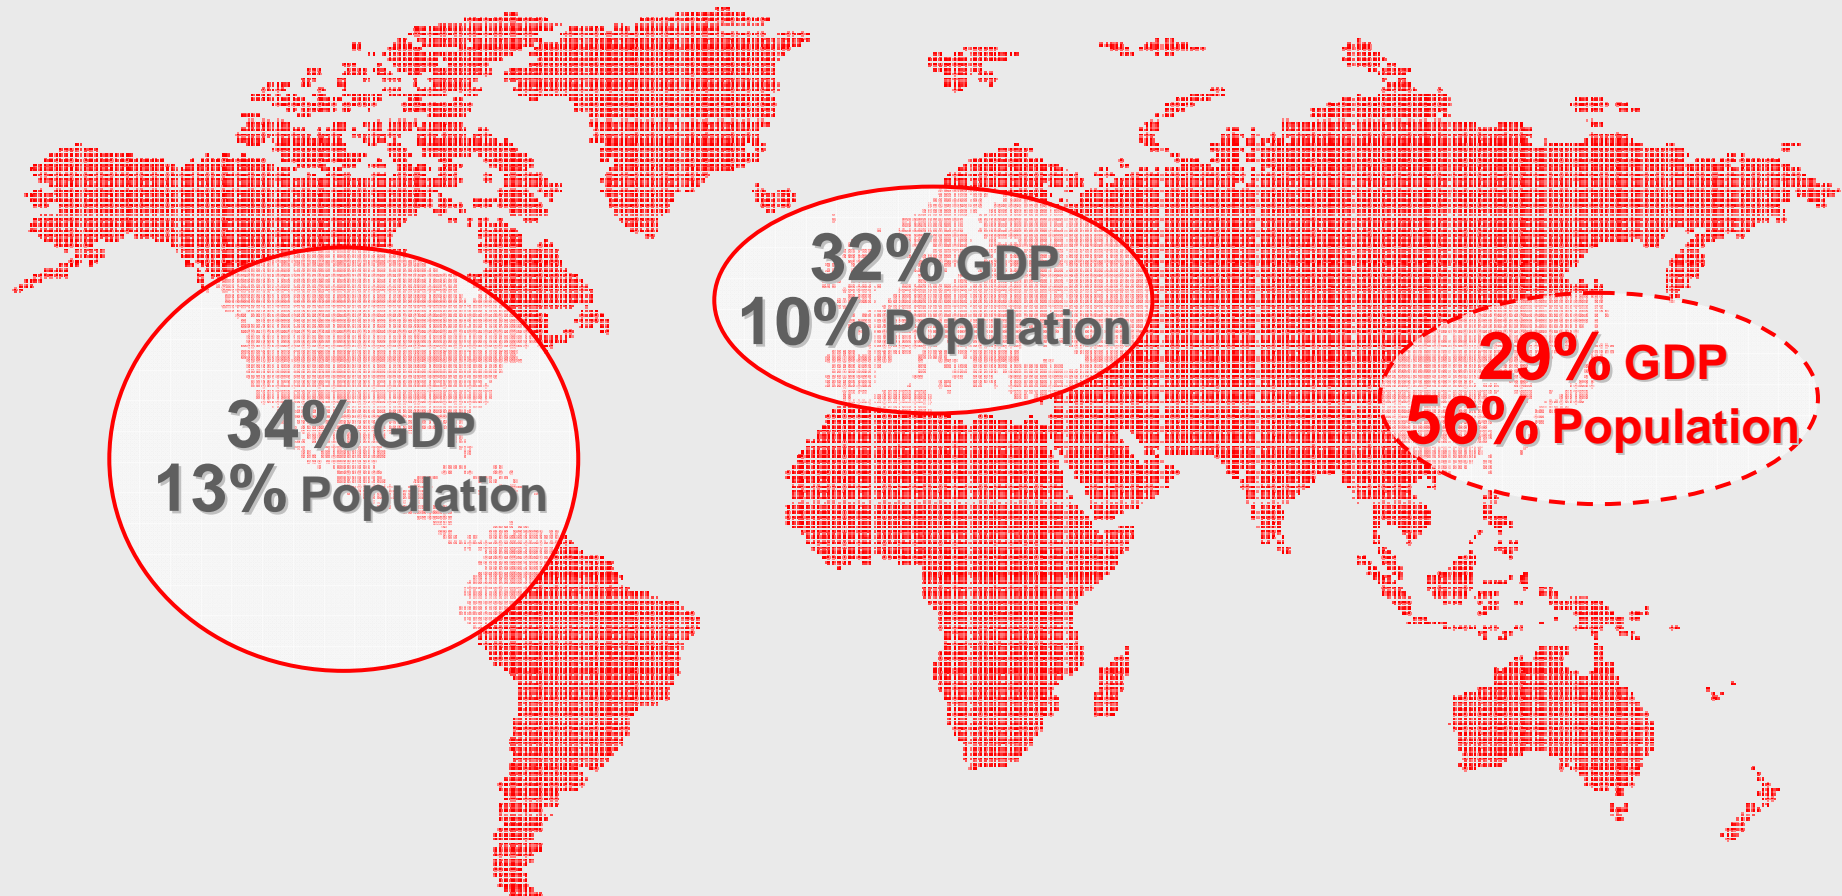 32% GDP
10% Population
29% GDP
56% Population
34% GDP
13% Population